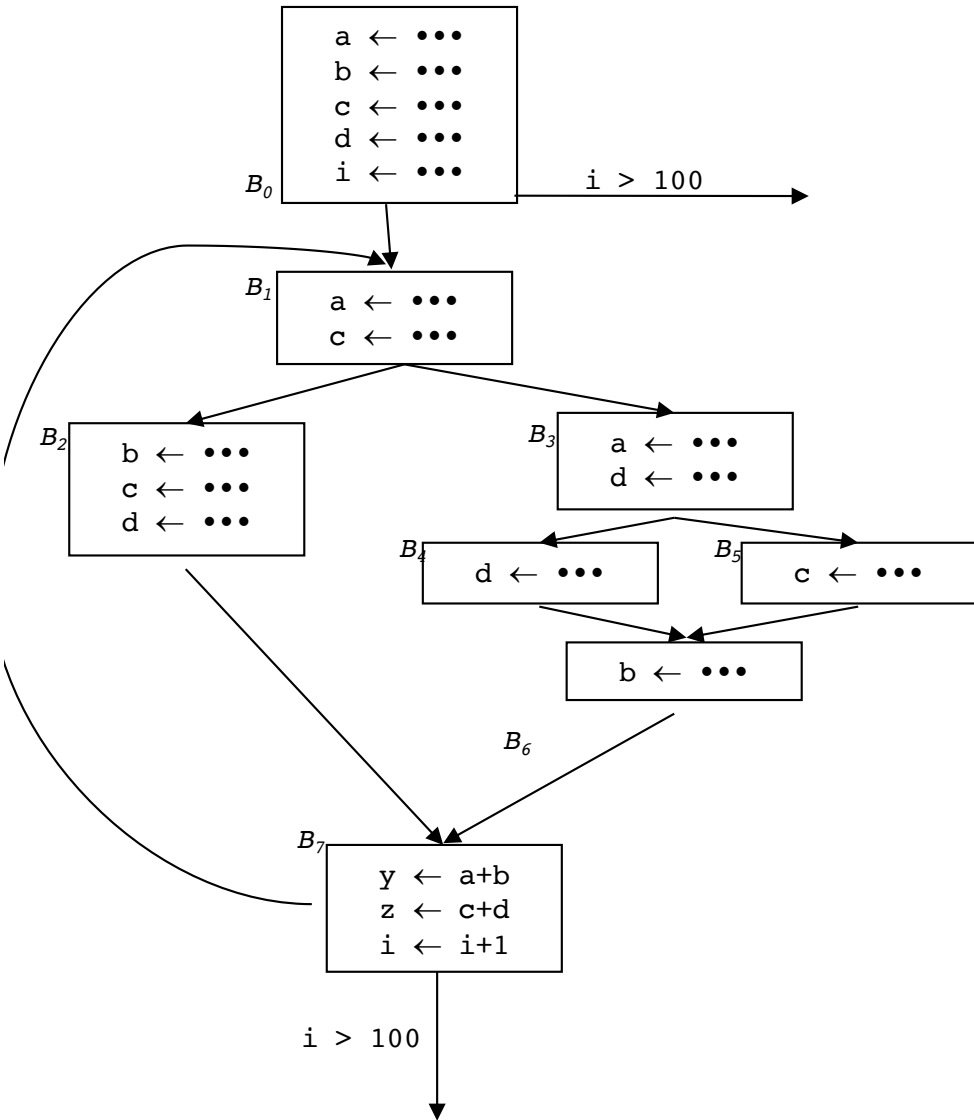 a ← •••
b ← •••
c ← •••
d ← •••
i ← •••
B0
i > 100
B1
a ← •••
c ← •••
B2
b ← •••
c ← •••
d ← •••
B3
a ← •••
d ← •••
B4
d ← •••
B5
c ← •••
b ← •••
B6
B7
y ← a+b
z ← c+d
i ← i+1
i > 100